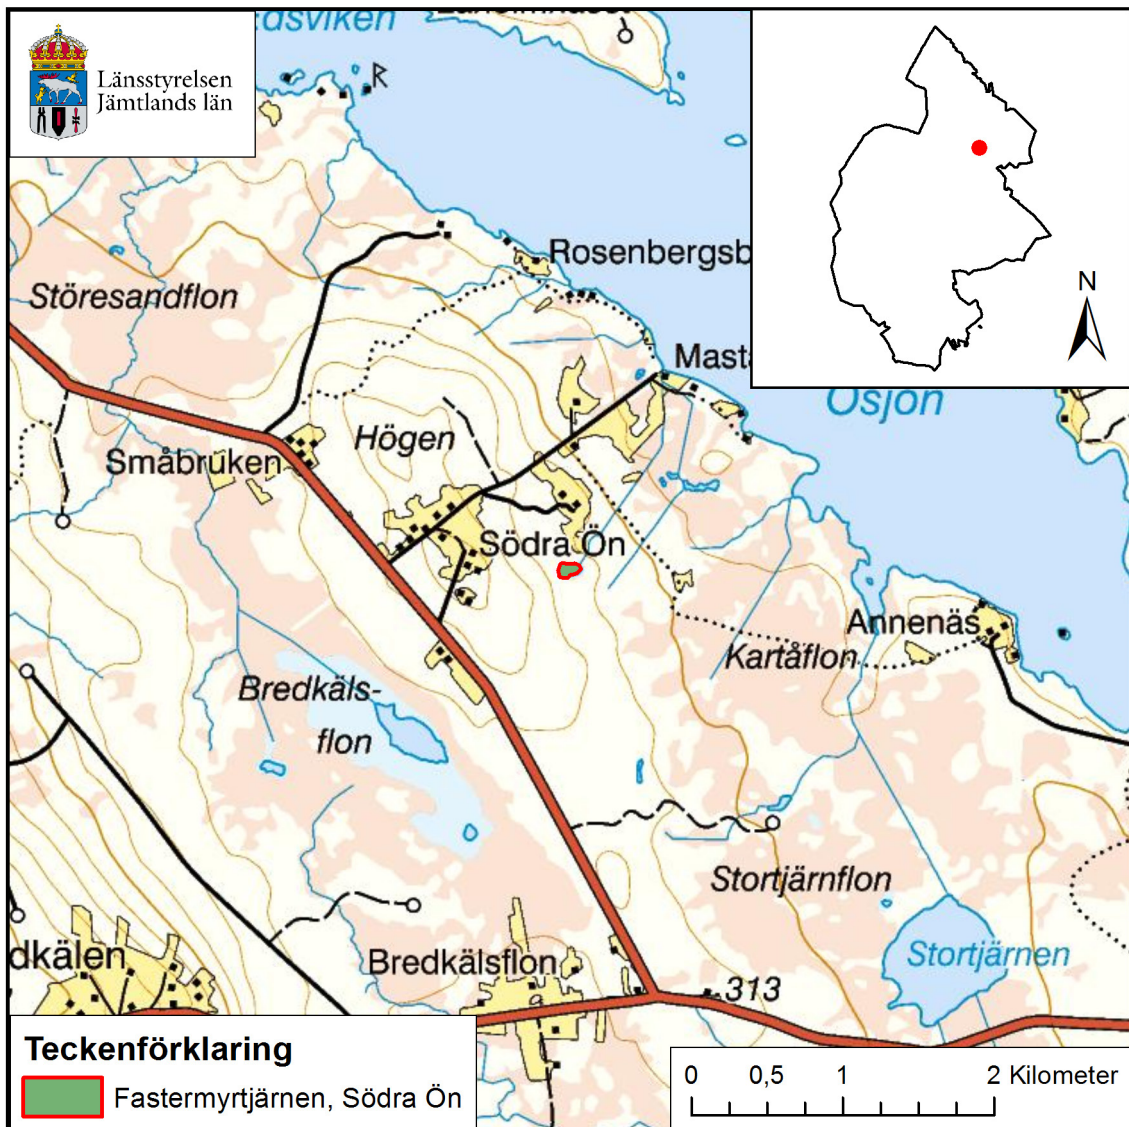 Länsstyrelsen
Jämtlands län
R
Rosenbergsb
Störesandflon
N
Masta
Osjön
Högen
Småbruken
Södra Ön
Annenäs
Kartåflon
Bredkäls-
flon
Stortjärnflon
dkälen
Bredkälsflon
Stortjärnen
313
Teckenförklaring
Fastermyrtjärnen, Södra Ön
0 0,5 1 2 Kilometer